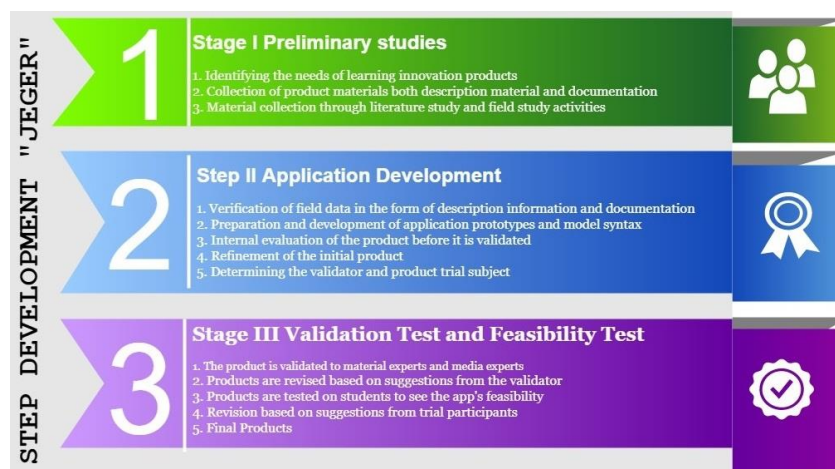 STEP DEVELOPMENT "JEGER"
1
Stage I Preliminary studies
1. Identifying the needs of learning innovation products
2. Collection of product materials both description material and documentation
3. Material collection through literature study and field study activities
2
Step II Application Development
1. Verification of field data in the form of description information and documentation
2. Preparation and development of application prototypes and model syntax
3. Internal evaluation of the product before it is validated
4. Refinement of the initial product
5. Determining the validator and product trial subject
3
Stage III Validation Test and Feasibility Test
1. The product is validated to material experts and media experts
2. Products are revised based on suggestions from the validator
3. Products are tested on students to see the app's feasibility
4. Revision based on suggestions from trial participants
5. Final Products